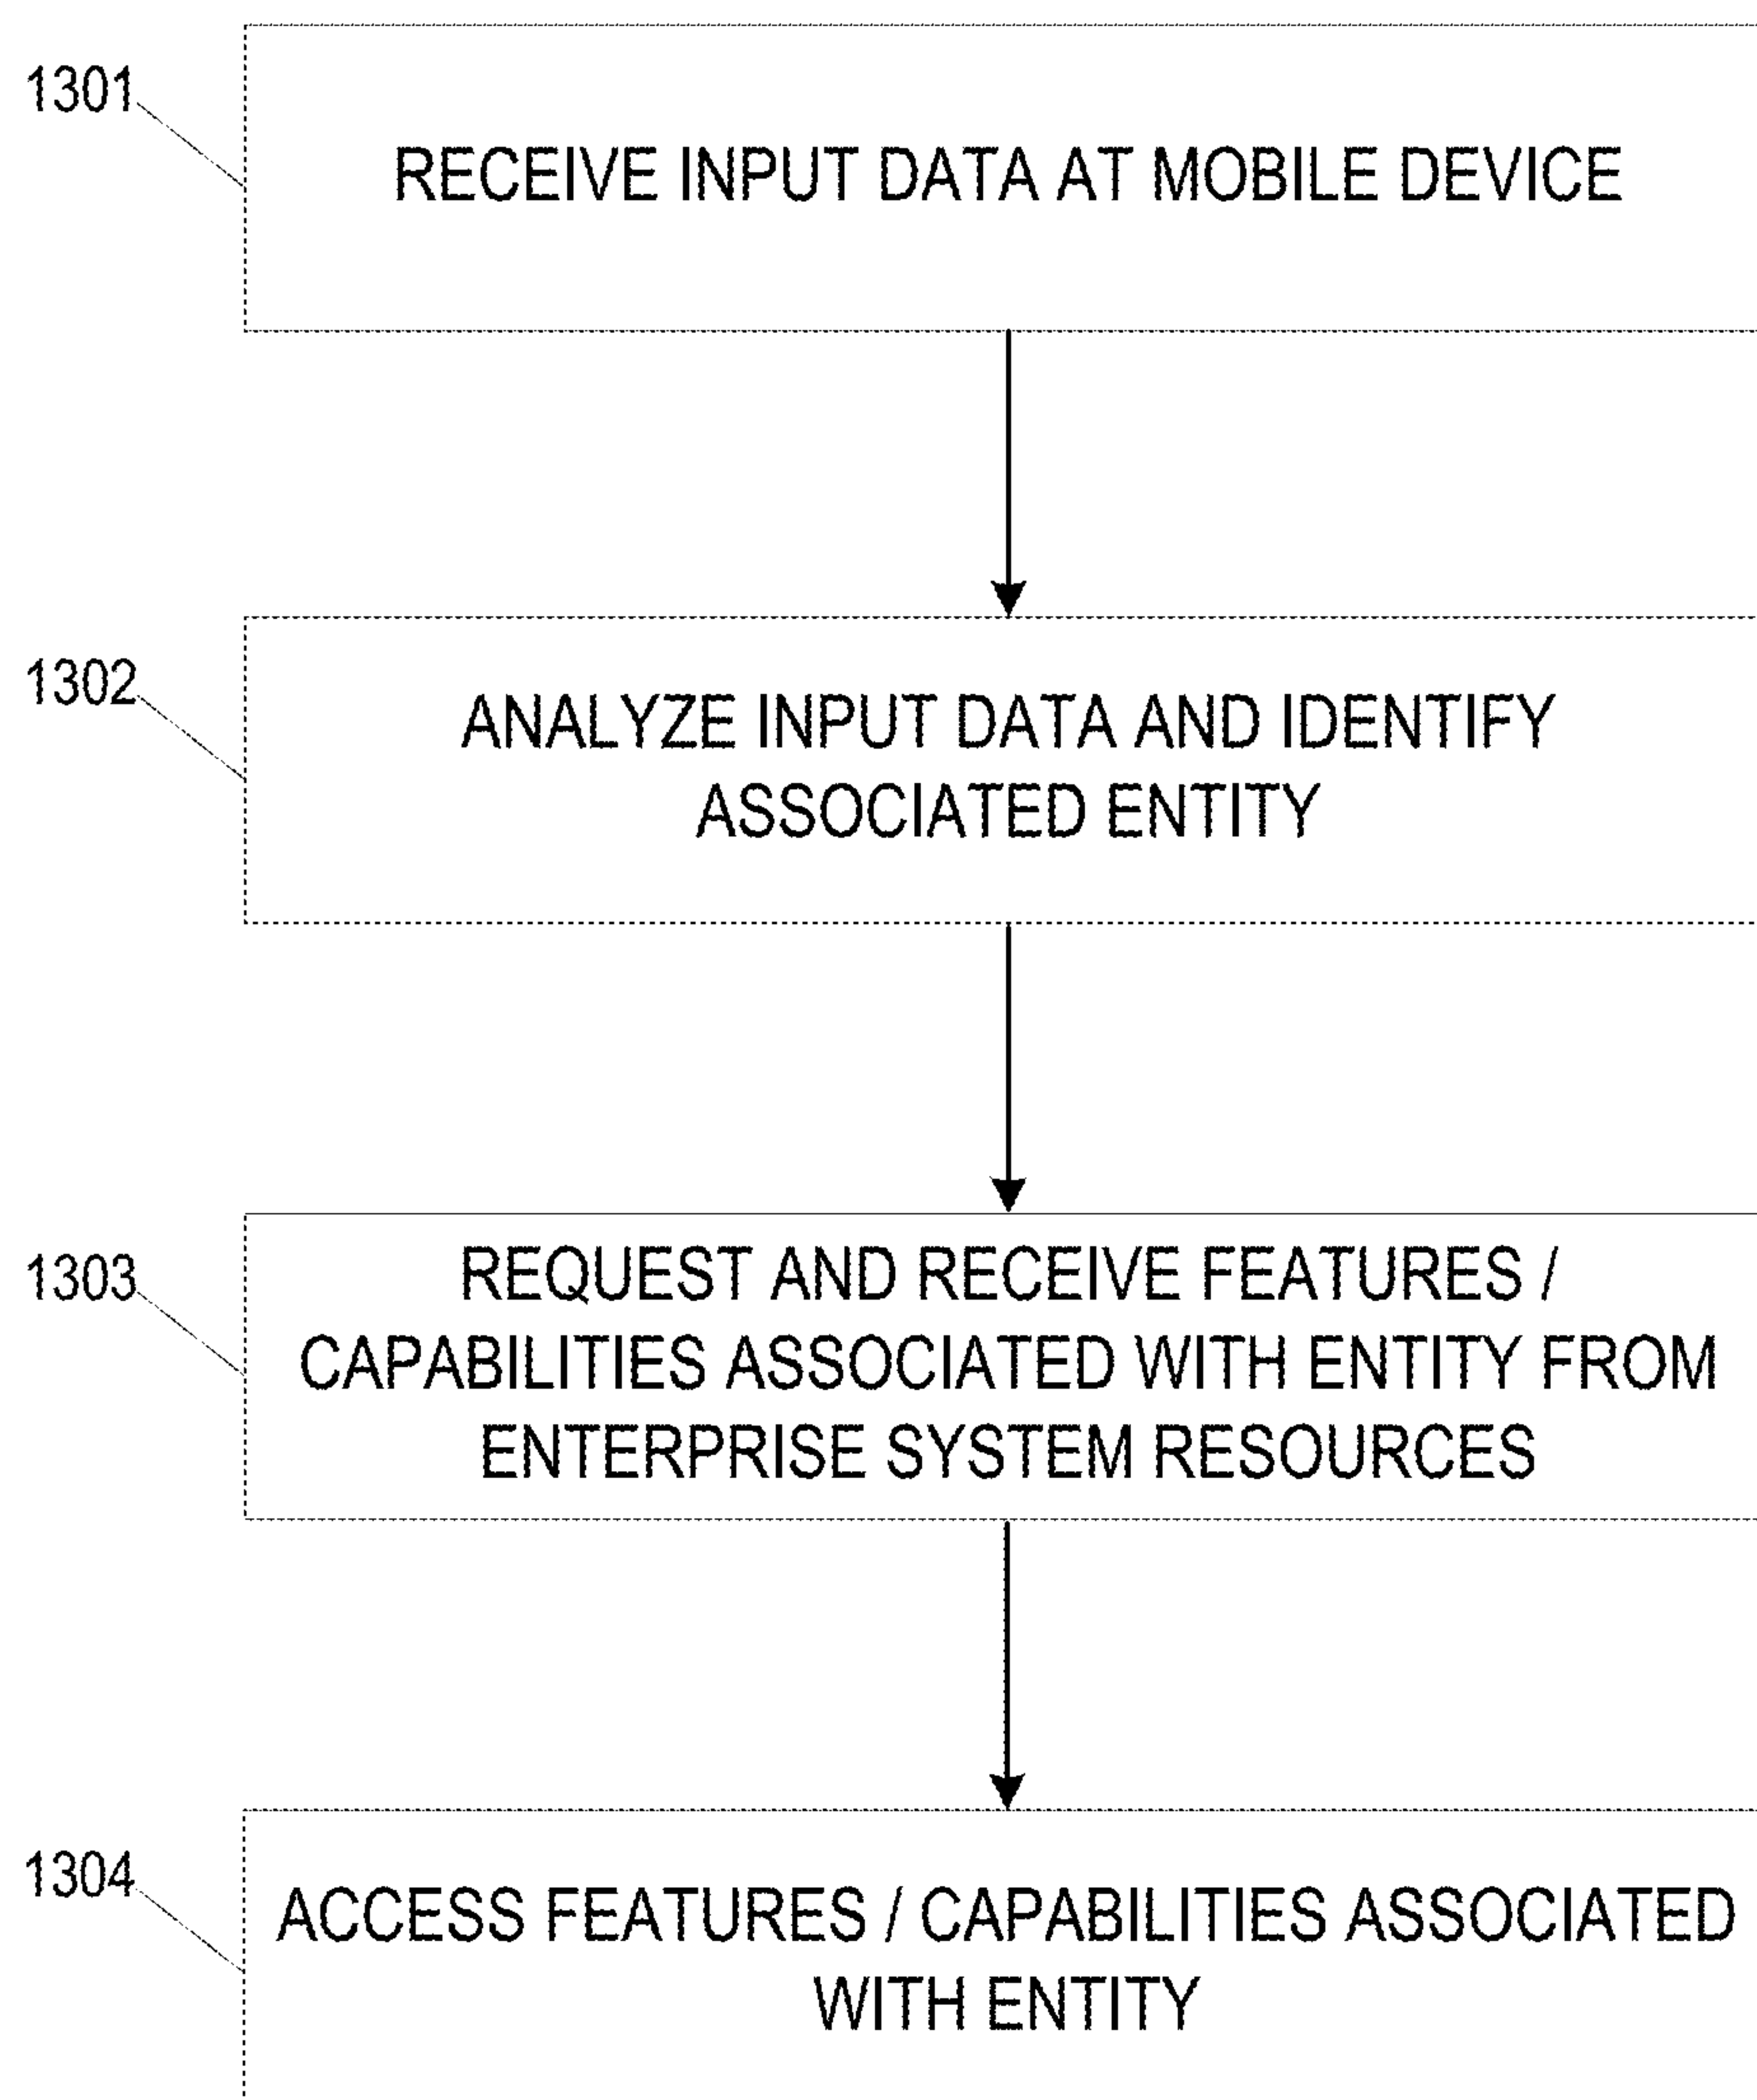 1301
RECEIVE INPUT DATA AT MOBILE DEVICE
1302
ANALYZE INPUT DATA AND IDENTIFY
ASSOCIATED ENTITY
1303
REQUEST AND RECEIVE FEATURES /
CAPABILITIES ASSOCIATED WITH ENTITY FROM
ENTERPRISE SYSTEM RESOURCES
1304
ACCESS FEATURES / CAPABILITIES ASSOCIATED
WITH ENTITY